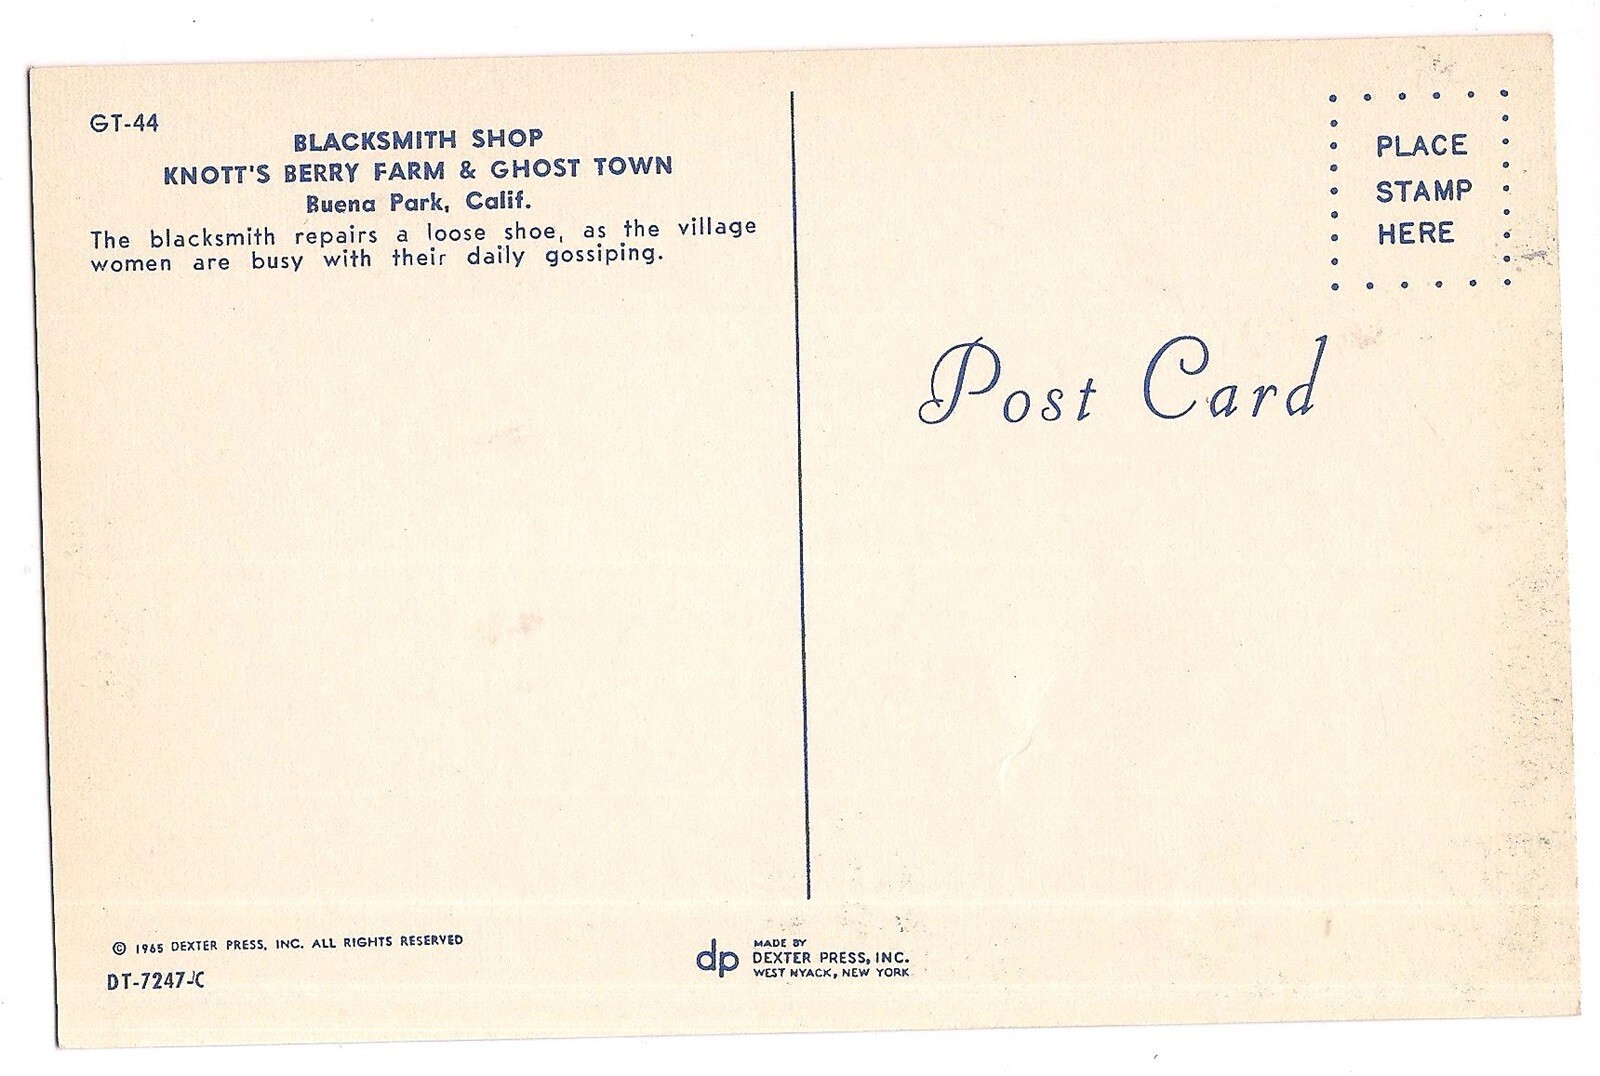 GT-44
BLACKSMITH SHOP
KNOTT'S BERRY FARM & GHOST TOWN
Buena Park, Calif.
The blacksmith repairs a loose shoe, as the village
women are busy with their daily gossiping.
PLACE
STAMP
HERE
Post Card
© 1965 DEXTER PRESS, INC. ALL RIGHTS RESERVED
DT-7247-C
dp
MADE BY
DEXTER PRESS, INC.
WEST NYACK, NEW YORK